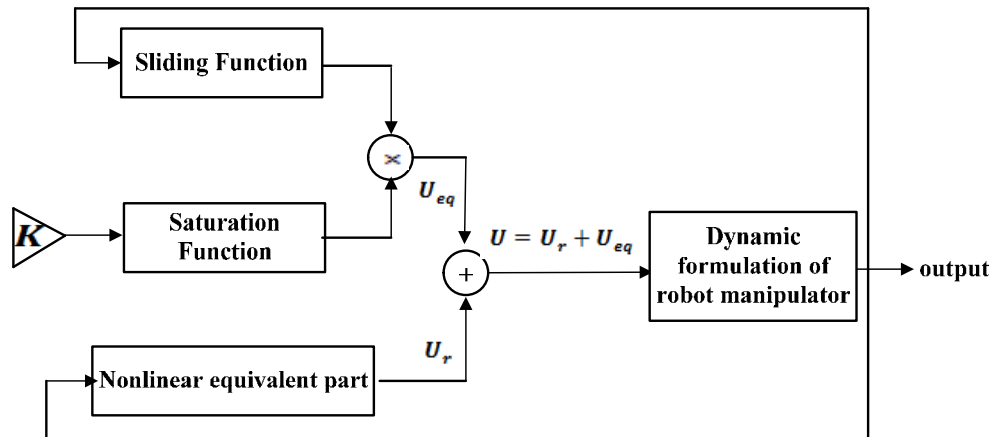 Sliding Function
×
U_eq
K
Saturation
Function
U = U_r + U_eq
Dynamic
formulation of
robot manipulator
output
+
U_r
Nonlinear equivalent part